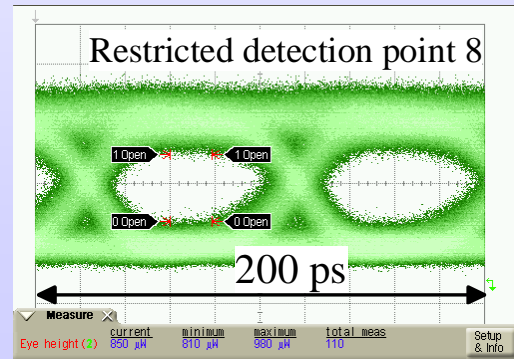 Restricted detection point 8
1 Open 1 Open
0 Open 0 Open
200 ps
Measure
current minimum maximum total meas
Eye height(2) 850 µW 810 µW 980 µW 110
Setup & Info